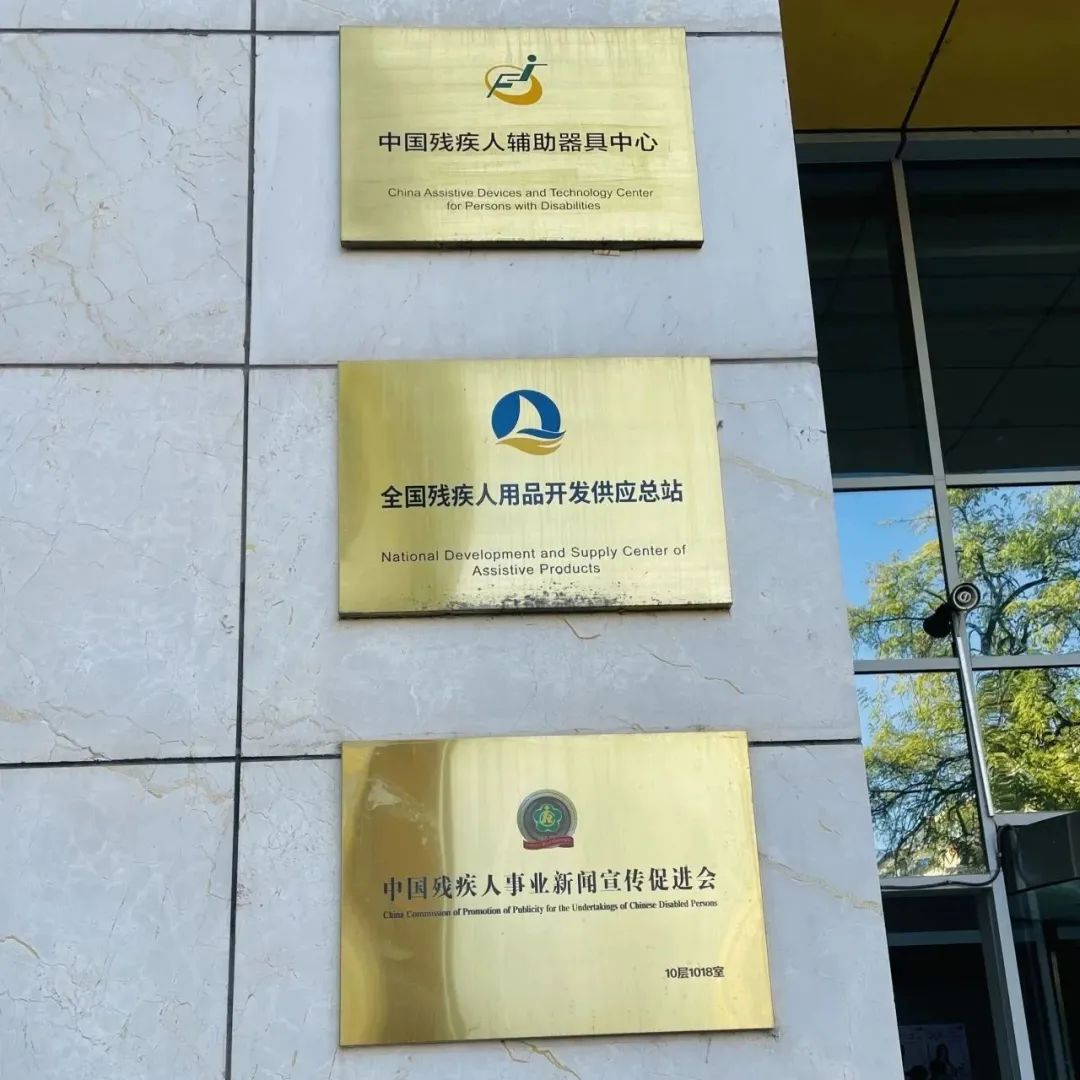 中国残疾人辅助器具中心
China Assistive Devices and Technology Center
for Persons with Disabilities
全国残疾人用品开发供应总站
National Development and Supply Center of
Assistive Products
中国残疾人事业新闻宣传促进会
China Commission of Promotion of Publicity for the Undertakings of Chinese Disabled Persons
10层1018室